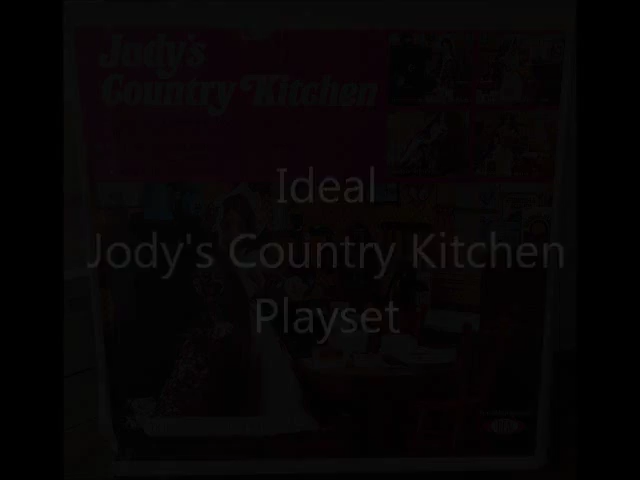 Jody's
Country Kitchen
Ideal
Jody's Country Kitchen
Playset